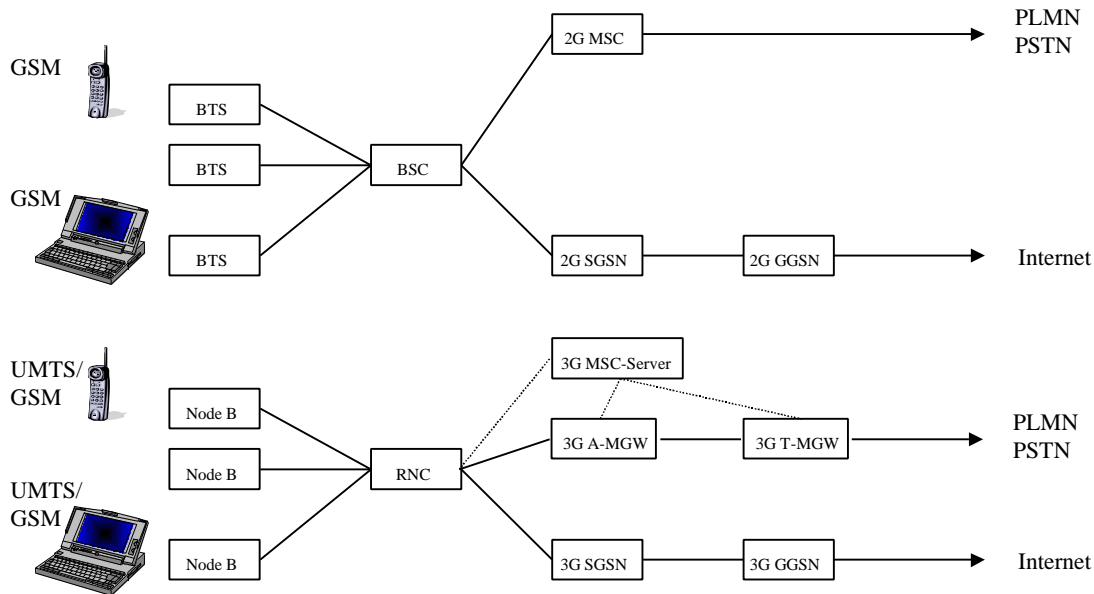 PLMN
PSTN
2G MSC
GSM
BTS
BTS
BSC
GSM
BTS
2G SGSN
2G GGSN
Internet
UMTS/
GSM
3G MSC-Server
Node B
PLMN
PSTN
3G A-MGW
3G T-MGW
Node B
RNC
UMTS/
GSM
Node B
3G SGSN
3G GGSN
Internet